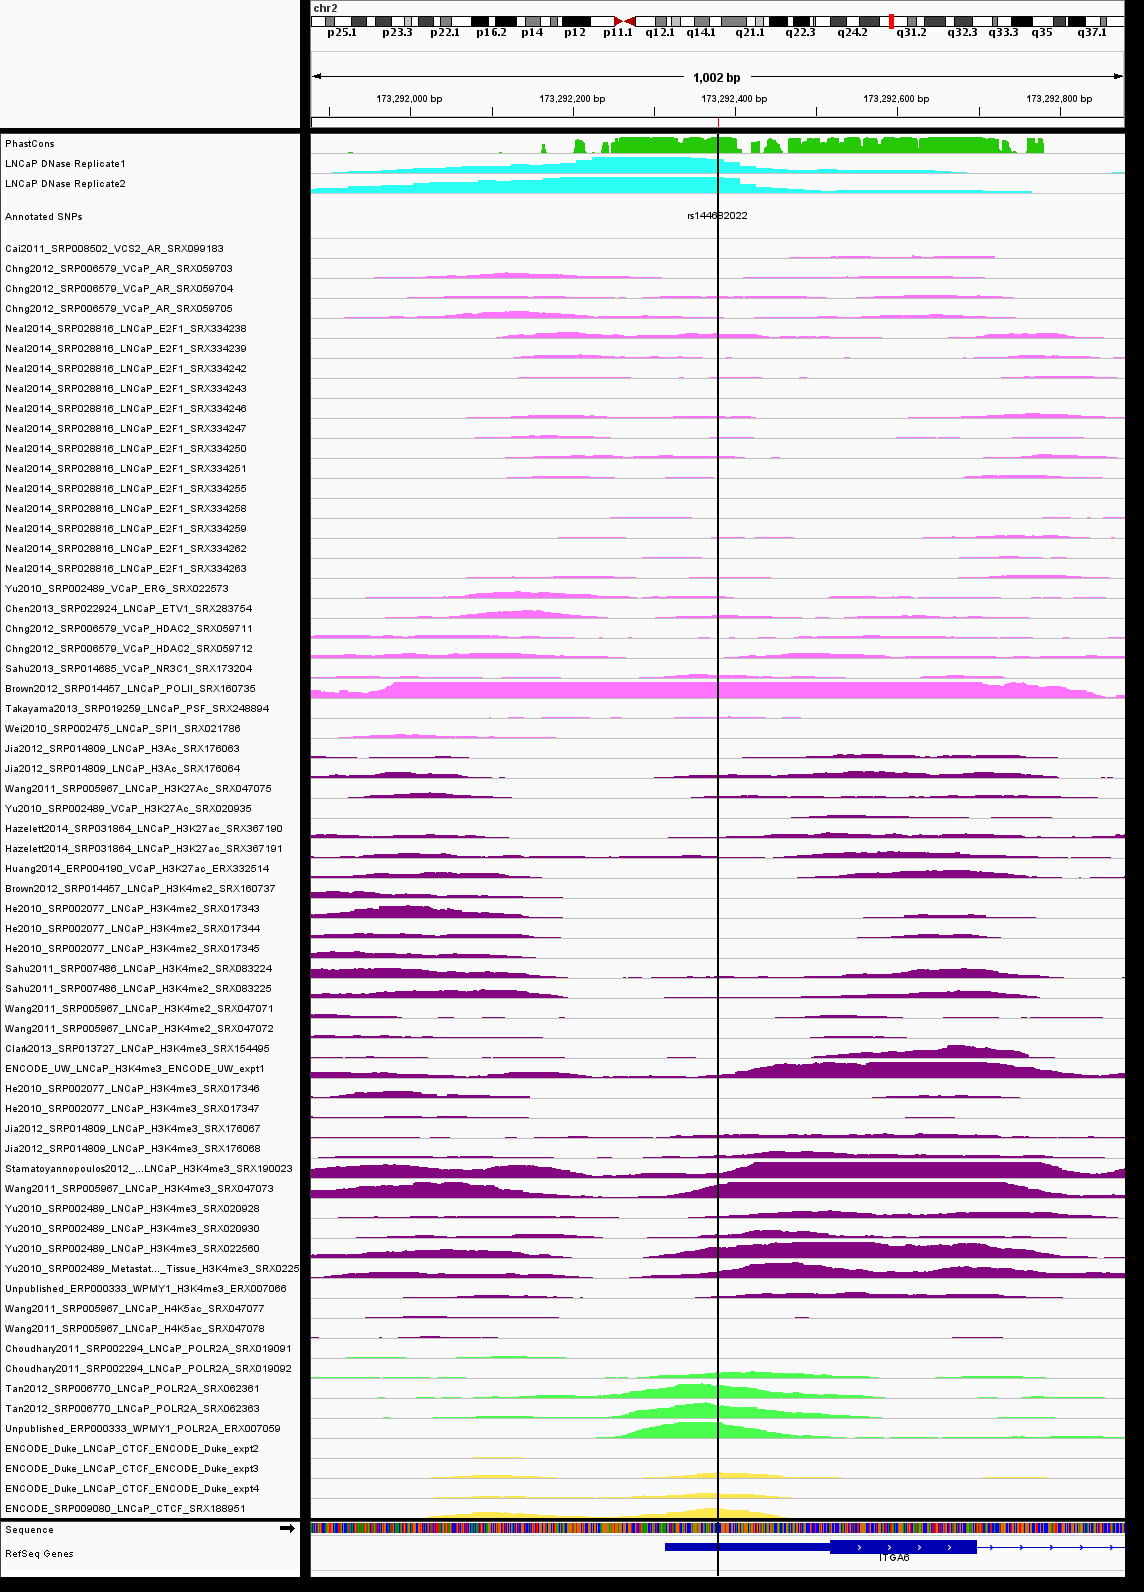 chr2
p25.1 p23.3 p22.1 p16.2 p14 p12 p11.1 q12.1 q14.1 q21.1 q22.3 q24.2 q31.2 q32.3 q33.3 q35 q37.1
1,002 bp
173,292,000 bp 173,292,200 bp 173,292,400 bp 173,292,600 bp 173,292,800 bp
PhastCons
LNCaP DNase Replicate1
LNCaP DNase Replicate2
Annotated SNPs
Cai2011_SRP008502_VCS2_AR_SRX099183
Chng2012_SRP006579_VCaP_AR_SRX059703
Chng2012_SRP006579_VCaP_AR_SRX059704
Chng2012_SRP006579_VCaP_AR_SRX059705
Neal2014_SRP028816_LNCaP_E2F1_SRX334238
Neal2014_SRP028816_LNCaP_E2F1_SRX334239
Neal2014_SRP028816_LNCaP_E2F1_SRX334242
Neal2014_SRP028816_LNCaP_E2F1_SRX334243
Neal2014_SRP028816_LNCaP_E2F1_SRX334246
Neal2014_SRP028816_LNCaP_E2F1_SRX334247
Neal2014_SRP028816_LNCaP_E2F1_SRX334250
Neal2014_SRP028816_LNCaP_E2F1_SRX334251
Neal2014_SRP028816_LNCaP_E2F1_SRX334255
Neal2014_SRP028816_LNCaP_E2F1_SRX334258
Neal2014_SRP028816_LNCaP_E2F1_SRX334259
Neal2014_SRP028816_LNCaP_E2F1_SRX334262
Neal2014_SRP028816_LNCaP_E2F1_SRX334263
Yu2010_SRP002489_VCaP_ERG_SRX022573
Chen2013_SRP022924_LNCaP_ETV1_SRX283754
Chng2012_SRP006579_VCaP_HDAC2_SRX059711
Chng2012_SRP006579_VCaP_HDAC2_SRX059712
Sahu2013_SRP014685_VCaP_NR3C1_SRX173204
Brown2012_SRP014457_LNCaP_POLII_SRX160735
Takayama2013_SRP019259_LNCaP_PSF_SRX248894
Wei2010_SRP002475_LNCaP_SPI1_SRX021786
Jia2012_SRP014809_LNCaP_H3Ac_SRX176063
Jia2012_SRP014809_LNCaP_H3Ac_SRX176064
Wang2011_SRP005967_LNCaP_H3K27Ac_SRX047075
Yu2010_SRP002489_VCaP_H3K27Ac_SRX020935
Hazelett2014_SRP031864_LNCaP_H3K27ac_SRX367190
Hazelett2014_SRP031864_LNCaP_H3K27ac_SRX367191
Huang2014_ERP004190_VCaP_H3K27ac_ERX332514
Brown2012_SRP014457_LNCaP_H3K4me2_SRX160737
He2010_SRP002077_LNCaP_H3K4me2_SRX017343
He2010_SRP002077_LNCaP_H3K4me2_SRX017344
He2010_SRP002077_LNCaP_H3K4me2_SRX017345
Sahu2011_SRP007486_LNCaP_H3K4me2_SRX083224
Sahu2011_SRP007486_LNCaP_H3K4me2_SRX083225
Wang2011_SRP005967_LNCaP_H3K4me2_SRX047071
Wang2011_SRP005967_LNCaP_H3K4me2_SRX047072
Clark2013_SRP013727_LNCaP_H3K4me3_SRX154495
ENCODE_UW_LNCaP_H3K4me3_ENCODE_UW_expt1
He2010_SRP002077_LNCaP_H3K4me3_SRX017346
He2010_SRP002077_LNCaP_H3K4me3_SRX017347
Jia2012_SRP014809_LNCaP_H3K4me3_SRX176067
Jia2012_SRP014809_LNCaP_H3K4me3_SRX176068
Stamatoyannopoulos2012_..._LNCaP_H3K4me3_SRX190023
Wang2011_SRP005967_LNCaP_H3K4me3_SRX047073
Yu2010_SRP002489_LNCaP_H3K4me3_SRX020928
Yu2010_SRP002489_LNCaP_H3K4me3_SRX020930
Yu2010_SRP002489_LNCaP_H3K4me3_SRX022560
Yu2010_SRP002489_Metastat..._Tissue_H3K4me3_SRX0225
Unpublished_ERP000333_WPMY1_H3K4me3_ERX007066
Wang2011_SRP005967_LNCaP_H4K5ac_SRX047077
Wang2011_SRP005967_LNCaP_H4K5ac_SRX047078
Choudhary2011_SRP002294_LNCaP_POLR2A_SRX019091
Choudhary2011_SRP002294_LNCaP_POLR2A_SRX019092
Tan2012_SRP006770_LNCaP_POLR2A_SRX062361
Tan2012_SRP006770_LNCaP_POLR2A_SRX062363
Unpublished_ERP000333_WPMY1_POLR2A_ERX007059
ENCODE_Duke_LNCaP_CTCF_ENCODE_Duke_expt2
ENCODE_Duke_LNCaP_CTCF_ENCODE_Duke_expt3
ENCODE_Duke_LNCaP_CTCF_ENCODE_Duke_expt4
ENCODE_SRP009080_LNCaP_CTCF_SRX188951
Sequence
RefSeq Genes
ITGA6